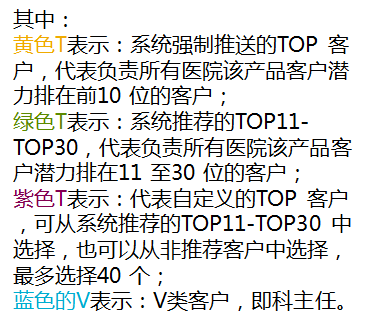 其中：
黄色T表示：系统强制推送的TOP 客
户，代表负责所有医院该产品客户潜
力排在前10 位的客户；
绿色T表示：系统推荐的TOP11-
TOP30，代表负责所有医院该产品客
户潜力排在11 至30 位的客户；
紫色T表示：代表自定义的TOP 客户
，可从系统推荐的TOP11-TOP30 中
选择，也可以从非推荐客户中选择，
最多选择40 个；
蓝色的V表示：V类客户，即科主任。